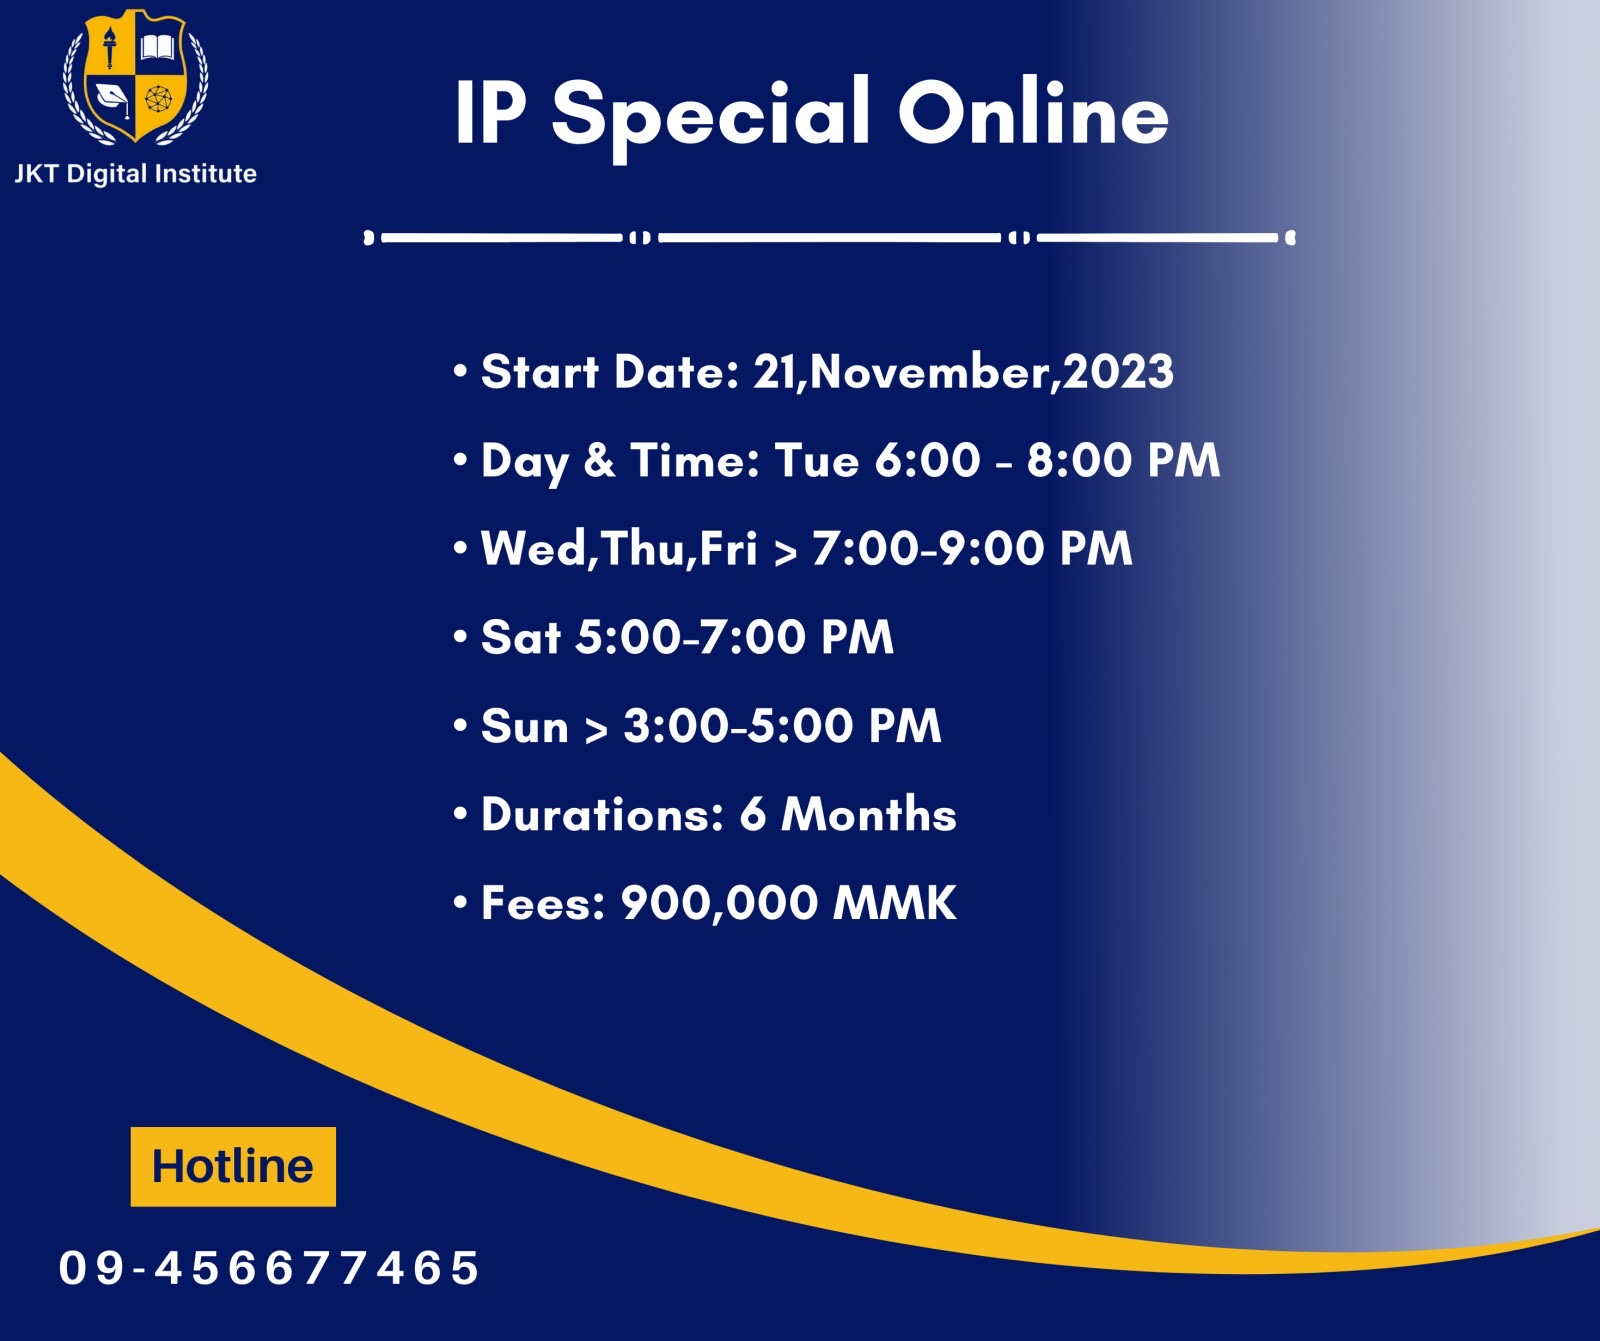 JKT Digital Institute
IP Special Online
• Start Date: 21,November,2023
• Day & Time: Tue 6:00 - 8:00 PM
• Wed,Thu,Fri > 7:00-9:00 PM
• Sat 5:00-7:00 PM
• Sun > 3:00-5:00 PM
• Durations: 6 Months
• Fees: 900,000 MMK
Hotline
09-456677465